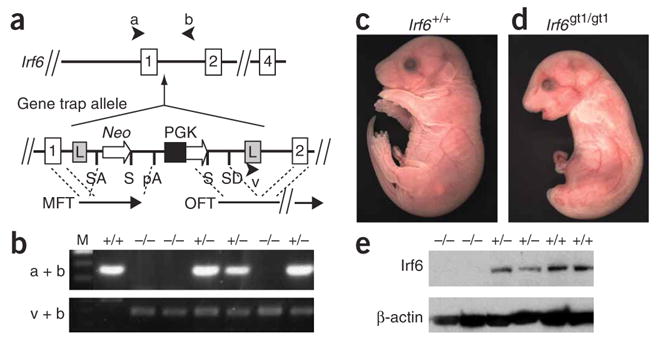 a
a b
Irf6 1 2 4
Gene trap allele
Neo PGK
1 L L 2
SA S pA S SD v
MFT OFT
b
M +/+ –/– –/– +/– +/– –/– +/–
a + b
v + b
c
Irf6+/+
d
Irf6gt1/gt1
e
–/– –/– +/– +/– +/+ +/+
Irf6
β-actin